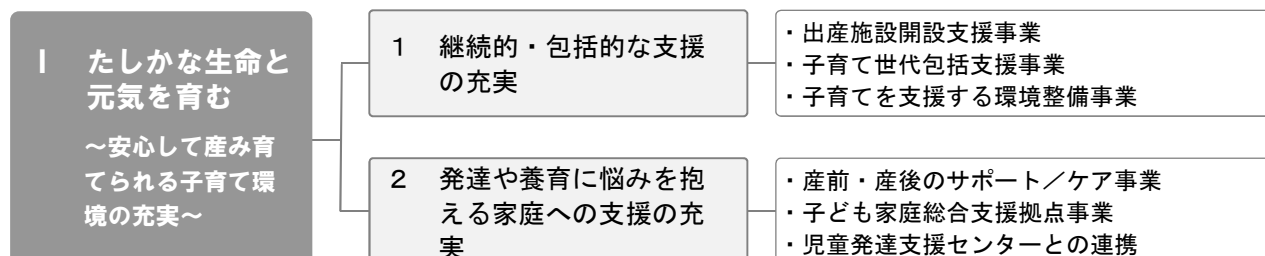 Ⅰ たしかな生命と
元気を育む
～安心して産み育
てられる子育て環
境の充実～
１ 継続的・包括的な支援
の充実
・出産施設開設支援事業
・子育て世代包括支援事業
・子育てを支援する環境整備事業
２ 発達や養育に悩みを抱
える家庭への支援の充
実
・産前・産後のサポート／ケア事業
・子ども家庭総合支援拠点事業
・児童発達支援センターとの連携